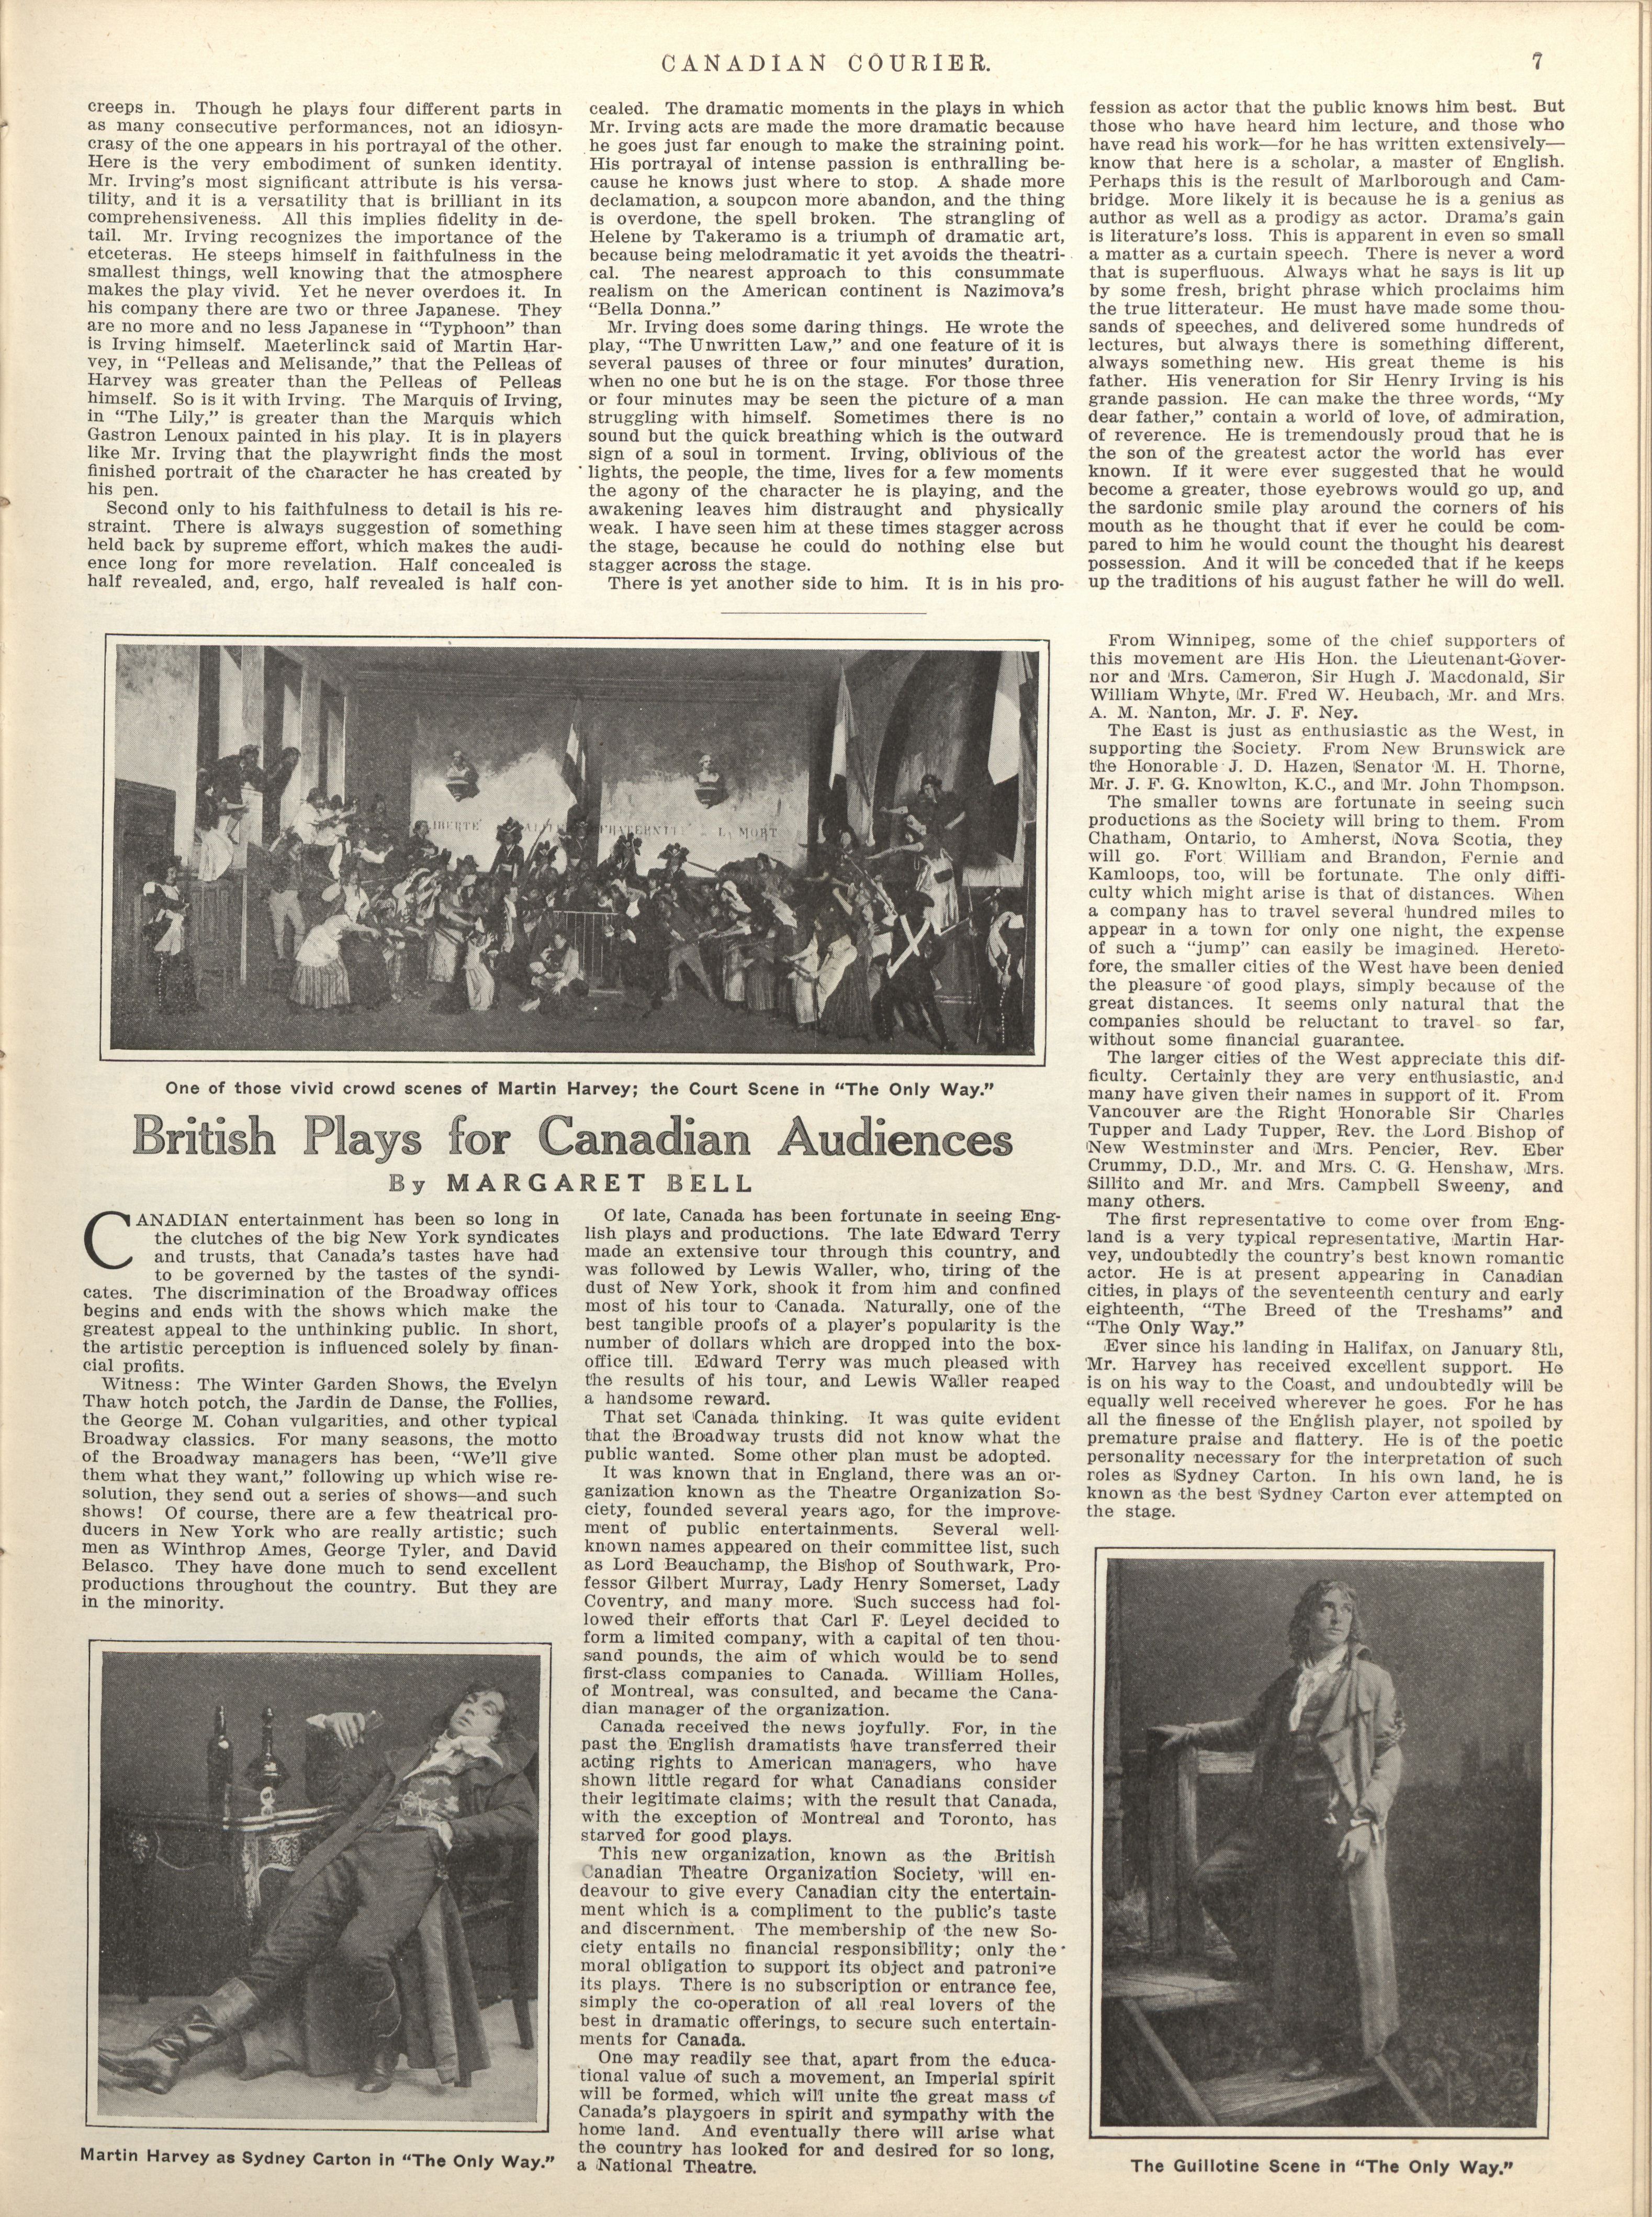 CANADIAN COURIER.
7
creeps in. Though he plays four different parts in
as many consecutive performances, not an idiosyn-
crasy of the one appears in his portrayal of the other.
Here is the very embodiment of sunken identity.
Mr. Irving's most significant attribute is his versa-
tility, and it is a versatility that is brilliant in its
comprehensiveness. All this implies fidelity in de-
tail. Mr. Irving recognizes the importance of the
etceteras. He steeps himself in faithfulness in the
smallest things, well knowing that the atmosphere
makes the play vivid. Yet he never overdoes it. In
his company there are two or three Japanese. They
are no more and no less Japanese in "Typhoon" than
is Irving himself. Maeterlinck said of Martin Har-
vey, in "Pelleas and Melisande," that the Pelleas of
Harvey was greater than the Pelleas of Pelleas
himself. So is it with Irving. The Marquis of Irving,
in "The Lily," is greater than the Marquis which
Gastron Lenoux painted in his play. It is in players
like Mr. Irving that the playwright finds the most
finished portrait of the character he has created by
his pen.
Second only to his faithfulness to detail is his re-
straint. There is always suggestion of something
held back by supreme effort, which makes the audi-
ence long for more revelation. Half concealed is
half revealed, and, ergo, half revealed is half con-
cealed. The dramatic moments in the plays in which
Mr. Irving acts are made the more dramatic because
he goes just far enough to make the straining point.
His portrayal of intense passion is enthralling be-
cause he knows just where to stop. A shade more
declamation, a soupcon more abandon, and the thing
is overdone, the spell broken. The strangling of
Helene by Takeramo is a triumph of dramatic art,
because being melodramatic it yet avoids the theatri-
cal. The nearest approach to this consummate
realism on the American continent is Nazimova's
"Bella Donna."
Mr. Irving does some daring things. He wrote the
play, "The Unwritten Law," and one feature of it is
several pauses of three or four minutes' duration,
when no one but he is on the stage. For those three
or four minutes may be seen the picture of a man
struggling with himself. Sometimes there is no
sound but the quick breathing which is the outward
sign of a soul in torment. Irving, oblivious of the
lights, the people, the time, lives for a few moments
the agony of the character he is playing, and the
awakening leaves him distraught and physically
weak. I have seen him at these times stagger across
the stage, because he could do nothing else but
stagger across the stage.
There is yet another side to him. It is in his pro-
fession as actor that the public knows him best. But
those who have heard him lecture, and those who
have read his work—for he has written extensively—
know that here is a scholar, a master of English.
Perhaps this is the result of Marlborough and Cam-
bridge. More likely it is because he is a genius as
author as well as a prodigy as actor. Drama's gain
is literature's loss. This is apparent in even so small
a matter as a curtain speech. There is never a word
that is superfluous. Always what he says is lit up
by some fresh, bright phrase which proclaims him
the true litterateur. He must have made some thou-
sands of speeches, and delivered some hundreds of
lectures, but always there is something different,
always something new. His great theme is his
father. His veneration for Sir Henry Irving is his
grande passion. He can make the three words, "My
dear father," contain a world of love, of admiration,
of reverence. He is tremendously proud that he is
the son of the greatest actor the world has ever
known. If it were ever suggested that he would
become a greater, those eyebrows would go up, and
the sardonic smile play around the corners of his
mouth as he thought that if ever he could be com-
pared to him he would count the thought his dearest
possession. And it will be conceded that if he keeps
up the traditions of his august father he will do well.
FRATERNITE
LA MORT
One of those vivid crowd scenes of Martin Harvey; the Court Scene in "The Only Way."
British Plays for Canadian Audiences
By MARGARET BELL
CANADIAN entertainment has been so long in
the clutches of the big New York syndicates
and trusts, that Canada's tastes have had
to be governed by the tastes of the syndi-
cates. The discrimination of the Broadway offices
begins and ends with the shows which make the
greatest appeal to the unthinking public. In short,
the artistic perception is influenced solely by finan-
cial profits.
Witness: The Winter Garden Shows, the Evelyn
Thaw hotch potch, the Jardin de Danse, the Follies,
the George M. Cohan vulgarities, and other typical
Broadway classics. For many seasons, the motto
of the Broadway managers has been, "We'll give
them what they want," following up which wise re-
solution, they send out a series of shows—and such
shows! Of course, there are a few theatrical pro-
ducers in New York who are really artistic; such
men as Winthrop Ames, George Tyler, and David
Belasco. They have done much to send excellent
productions throughout the country. But they are
in the minority.
Martin Harvey as Sydney Carton in "The Only Way."
Of late, Canada has been fortunate in seeing Eng-
lish plays and productions. The late Edward Terry
made an extensive tour through this country, and
was followed by Lewis Waller, who, tiring of the
dust of New York, shook it from him and confined
most of his tour to Canada. Naturally, one of the
best tangible proofs of a player's popularity is the
number of dollars which are dropped into the box-
office till. Edward Terry was much pleased with
the results of his tour, and Lewis Waller reaped
a handsome reward.
That set Canada thinking. It was quite evident
that the Broadway trusts did not know what the
public wanted. Some other plan must be adopted.
It was known that in England, there was an or-
ganization known as the Theatre Organization So-
ciety, founded several years ago, for the improve-
ment of public entertainments. Several well-
known names appeared on their committee list, such
as Lord Beauchamp, the Bishop of Southwark, Pro-
fessor Gilbert Murray, Lady Henry Somerset, Lady
Coventry, and many more. Such success had fol-
lowed their efforts that Carl F. Leyel decided to
form a limited company, with a capital of ten thou-
sand pounds, the aim of which would be to send
first-class companies to Canada. William Holles,
of Montreal, was consulted, and became the Cana-
dian manager of the organization.
Canada received the news joyfully. For, in the
past the English dramatists have transferred their
acting rights to American managers, who have
shown little regard for what Canadians consider
their legitimate claims; with the result that Canada,
with the exception of Montreal and Toronto, has
starved for good plays.
This new organization, known as the British
Canadian Theatre Organization Society, will en-
deavour to give every Canadian city the entertain-
ment which is a compliment to the public's taste
and discernment. The membership of the new So-
ciety entails no financial responsibility; only the
moral obligation to support its object and patronize
its plays. There is no subscription or entrance fee,
simply the co-operation of all real lovers of the
best in dramatic offerings, to secure such entertain-
ments for Canada.
One may readily see that, apart from the educa-
tional value of such a movement, an Imperial spirit
will be formed, which will unite the great mass of
Canada's playgoers in spirit and sympathy with the
home land. And eventually there will arise what
the country has looked for and desired for so long,
a National Theatre.
From Winnipeg, some of the chief supporters of
this movement are His Hon. the Lieutenant-Gover-
nor and Mrs. Cameron, Sir Hugh J. Macdonald, Sir
William Whyte, Mr. Fred W. Heubach, Mr. and Mrs.
A. M. Nanton, Mr. J. F. Ney.
The East is just as enthusiastic as the West, in
supporting the Society. From New Brunswick are
the Honorable J. D. Hazen, Senator M. H. Thorne,
Mr. J. F. G. Knowlton, K.C., and Mr. John Thompson.
The smaller towns are fortunate in seeing such
productions as the Society will bring to them. From
Chatham, Ontario, to Amherst, Nova Scotia, they
will go. Fort William and Brandon, Fernie and
Kamloops, too, will be fortunate. The only diffi-
culty which might arise is that of distances. When
a company has to travel several hundred miles to
appear in a town for only one night, the expense
of such a "jump" can easily be imagined. Hereto-
fore, the smaller cities of the West have been denied
the pleasure of good plays, simply because of the
great distances. It seems only natural that the
companies should be reluctant to travel so far,
without some financial guarantee.
The larger cities of the West appreciate this dif-
ficulty. Certainly they are very enthusiastic, and
many have given their names in support of it. From
Vancouver are the Right Honorable Sir Charles
Tupper and Lady Tupper, Rev. the Lord Bishop of
New Westminster and Mrs. Pencier, Rev. Eber
Crummy, D.D., Mr. and Mrs. C. G. Henshaw, Mrs.
Sillito and Mr. and Mrs. Campbell Sweeny, and
many others.
The first representative to come over from Eng-
land is a very typical representative, Martin Har-
vey, undoubtedly the country's best known romantic
actor. He is at present appearing in Canadian
cities, in plays of the seventeenth century and early
eighteenth, "The Breed of the Treshams" and
"The Only Way."
Ever since his landing in Halifax, on January 8th,
Mr. Harvey has received excellent support. He
is on his way to the Coast, and undoubtedly will be
equally well received wherever he goes. For he has
all the finesse of the English player, not spoiled by
premature praise and flattery. He is of the poetic
personality necessary for the interpretation of such
roles as Sydney Carton. In his own land, he is
known as the best Sydney Carton ever attempted on
the stage.
The Guillotine Scene in "The Only Way."